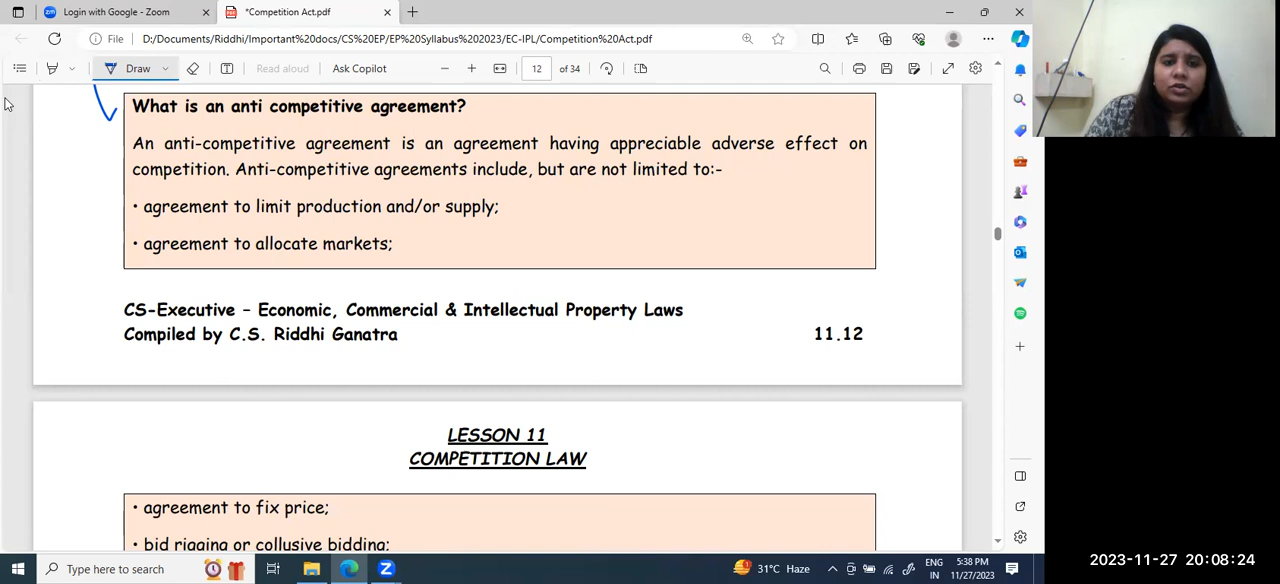 Login with Google - Zoom
*Competition Act.pdf
File
D:/Documents/Riddhi/Important%20docs/CS%20EP/EP%20Syllabus%202023/EC-IPL/Competition%20Act.pdf
Draw
Read aloud
Ask Copilot
12
of 34
What is an anti competitive agreement?
An anti-competitive agreement is an agreement having appreciable adverse effect on
competition. Anti-competitive agreements include, but are not limited to:-
• agreement to limit production and/or supply;
• agreement to allocate markets;
CS-Executive – Economic, Commercial & Intellectual Property Laws
Compiled by C.S. Riddhi Ganatra
11.12
LESSON 11
COMPETITION LAW
• agreement to fix price;
• bid rigging or collusive bidding;
Type here to search
31°C Haze
ENG
IN
5:38 PM
11/27/2023
2023-11-27 20:08:24